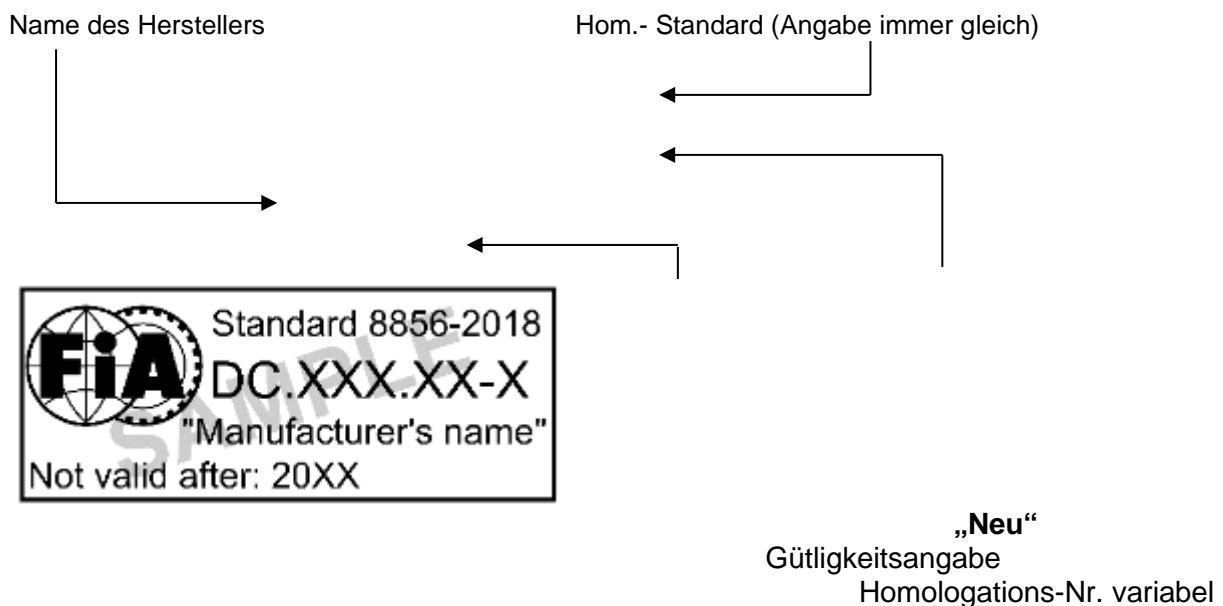 Name des Herstellers Hom.- Standard (Angabe immer gleich)
FiA Standard 8856-2018
DC.XXX.XX-X
"Manufacturer's name"
Not valid after: 20XX
SAMPLE
„Neu“
Gütligkeitsangabe
Homologations-Nr. variabel